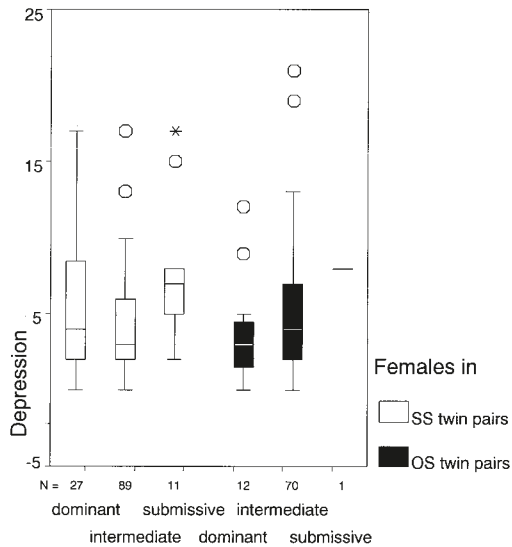 25
15
5
-5
Depression
Females in
SS twin pairs
OS twin pairs
N = 27 89 11 12 70 1
dominant submissive intermediate
intermediate dominant submissive